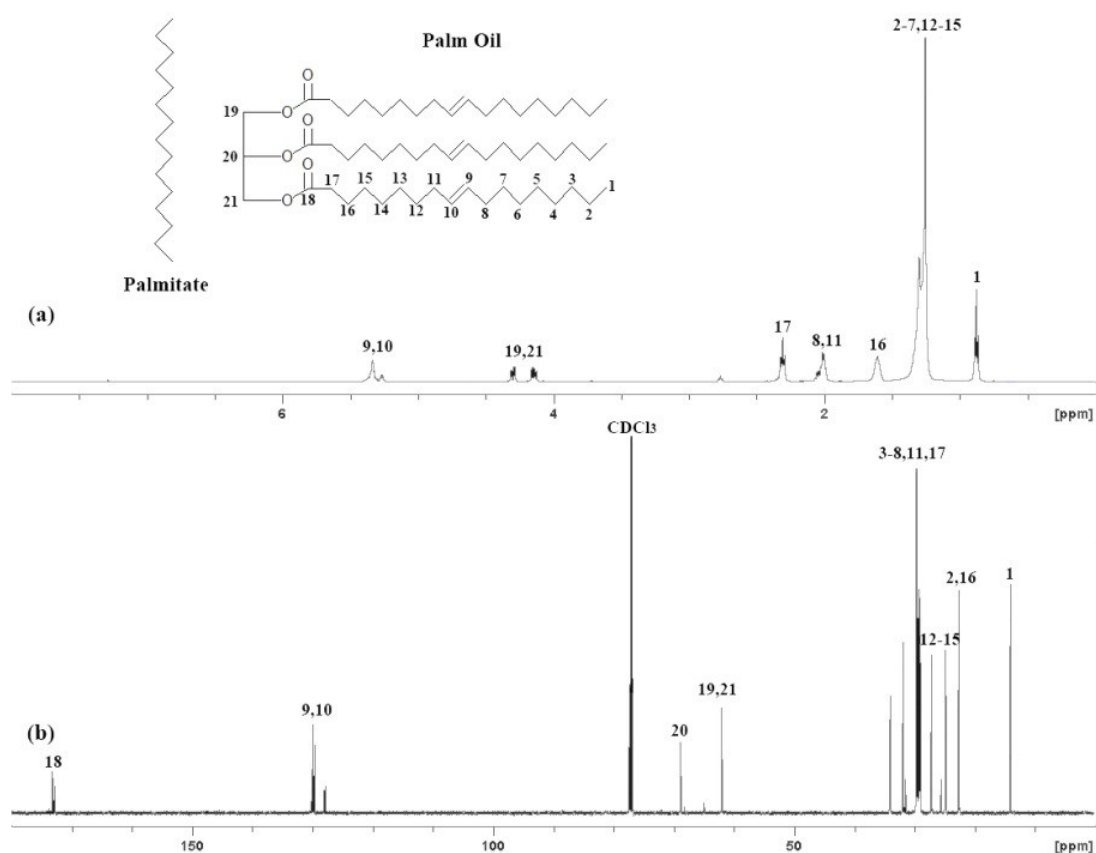 2-7,12-15
Palm Oil
O
O
19
O
20
O
O
17 15 13 11 9 7 5 3 1
21
O
18
16 14 12 10 8 6 4 2
Palmitate
(a)
9,10
19,21
17
8,11
16
1
6 4 2 [ppm]
CDCl3
3-8,11,17
2,16
1
12-15
19,21
9,10
20
(b)
18
150 100 50 [ppm]